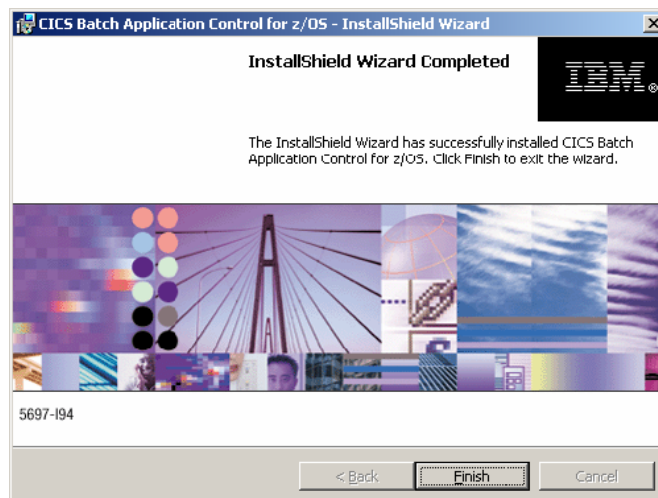 CICS Batch Application Control for z/OS - InstallShield Wizard
InstallShield Wizard Completed
IBM®
The InstallShield Wizard has successfully installed CICS Batch
Application Control for z/OS. Click Finish to exit the wizard.
5697-I94
< Back
Finish
Cancel